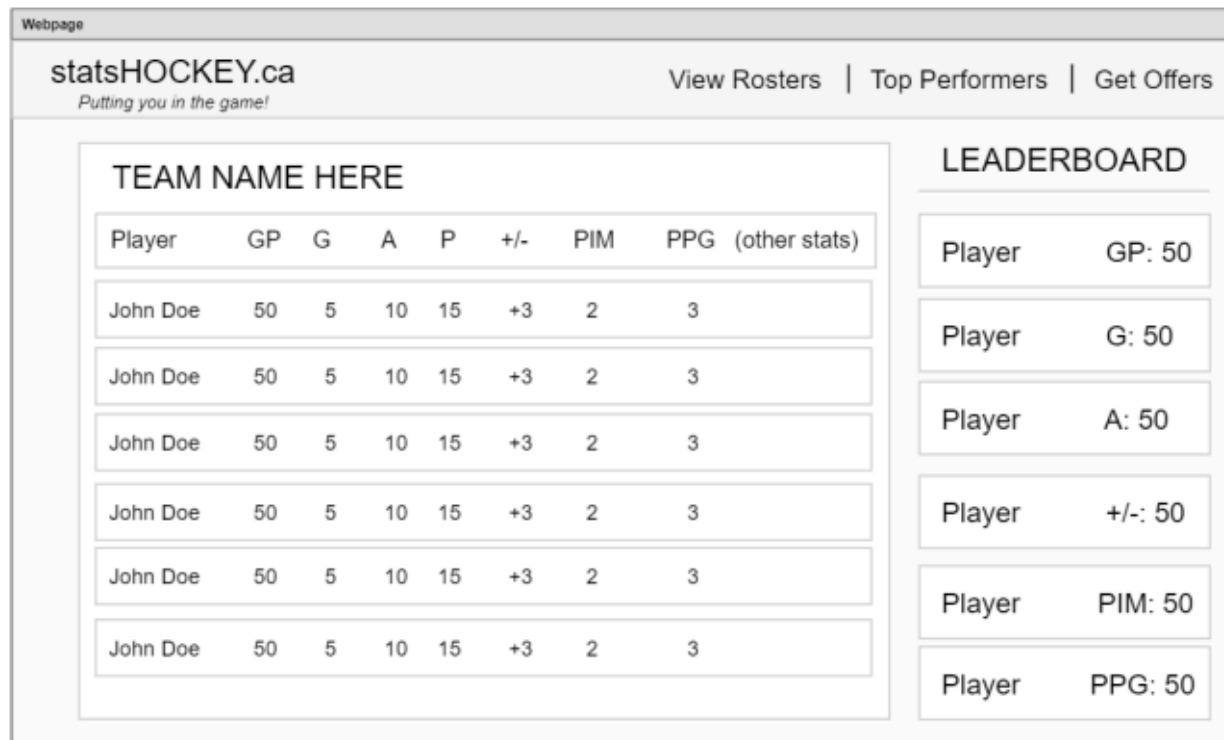 Webpage
statsHOCKEY.ca
Putting you in the game!
View Rosters | Top Performers | Get Offers
TEAM NAME HERE
Player GP G A P +/- PIM PPG (other stats)
John Doe 50 5 10 15 +3 2 3
John Doe 50 5 10 15 +3 2 3
John Doe 50 5 10 15 +3 2 3
John Doe 50 5 10 15 +3 2 3
John Doe 50 5 10 15 +3 2 3
John Doe 50 5 10 15 +3 2 3
LEADERBOARD
Player GP: 50
Player G: 50
Player A: 50
Player +/-: 50
Player PIM: 50
Player PPG: 50